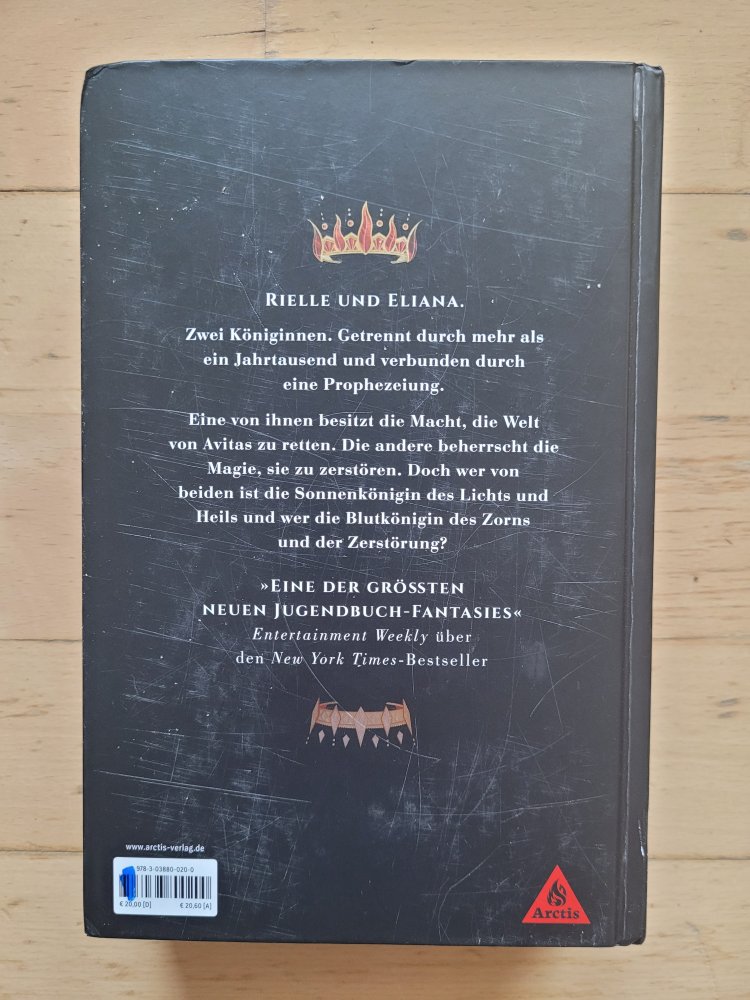 RIELLE UND ELIANA.
Zwei Königinnen. Getrennt durch mehr als
ein Jahrtausend und verbunden durch
eine Prophezeiung.
Eine von ihnen besitzt die Macht, die Welt
von Avitas zu retten. Die andere beherrscht die
Magie, sie zu zerstören. Doch wer von
beiden ist die Sonnenkönigin des Lichts und
Heils und wer die Blutkönigin des Zorns
und der Zerstörung?
»EINE DER GRÖSSTEN
NEUEN JUGENDBUCH-FANTASIES«
Entertainment Weekly über
den New York Times-Bestseller
www.arctis-verlag.de
978-3-03880-020-0
€ 20,00 [D] € 20,60 [A]
Arctis